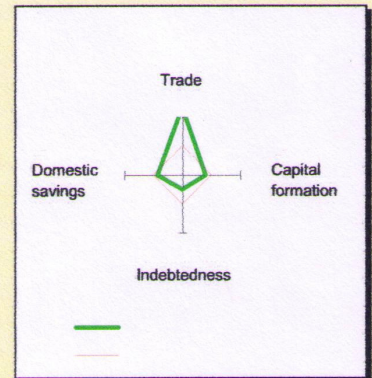 Trade
Domestic
savings
Capital
formation
Indebtedness